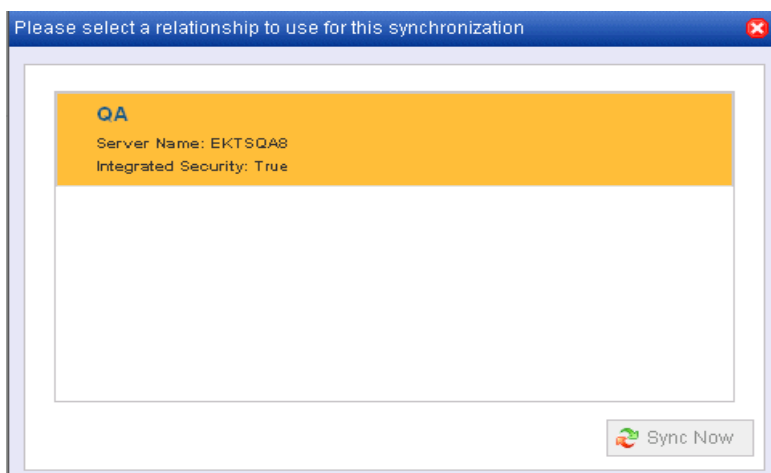 Please select a relationship to use for this synchronization
QA
Server Name: EKTSQA8
Integrated Security: True
Sync Now